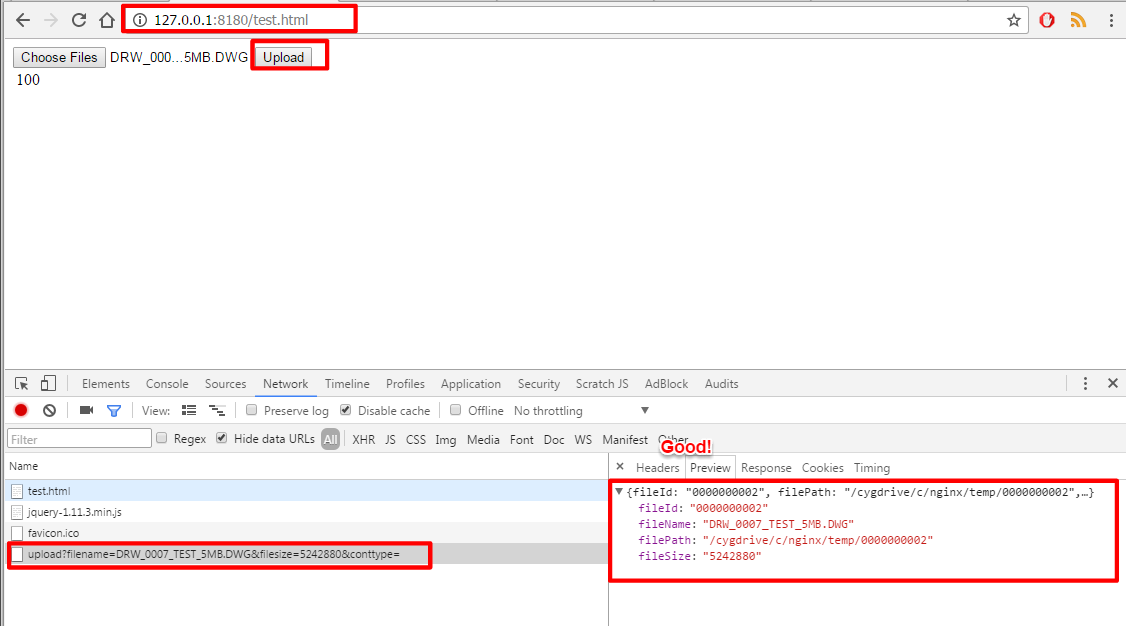 127.0.0.1:8180/test.html
Choose Files DRW_000...5MB.DWG Upload
100
Elements Console Sources Network Timeline Profiles Application Security Scratch JS AdBlock Audits
View: Preserve log Disable cache Offline No throttling
Filter Regex Hide data URLs All XHR JS CSS Img Media Font Doc WS Manifest Other
Good!
Name
Headers Preview Response Cookies Timing
test.html
jquery-1.11.3.min.js
favicon.ico
upload?filename=DRW_0007_TEST_5MB.DWG&filesize=5242880&conttype=
{fileId: "0000000002", filePath: "/cygdrive/c/nginx/temp/0000000002",…}
fileId: "0000000002"
fileName: "DRW_0007_TEST_5MB.DWG"
filePath: "/cygdrive/c/nginx/temp/0000000002"
fileSize: "5242880"